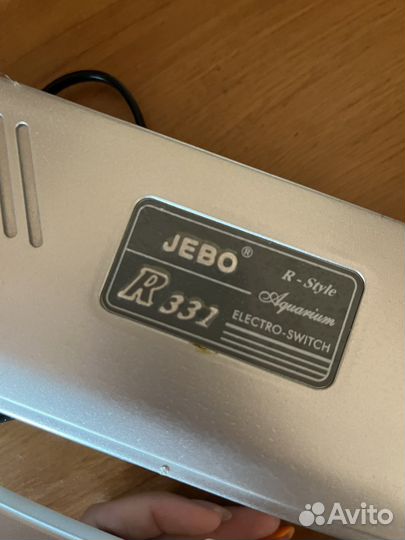 JEBO®
R 331
R - Style
Aquarium
ELECTRO-SWITCH
Avito